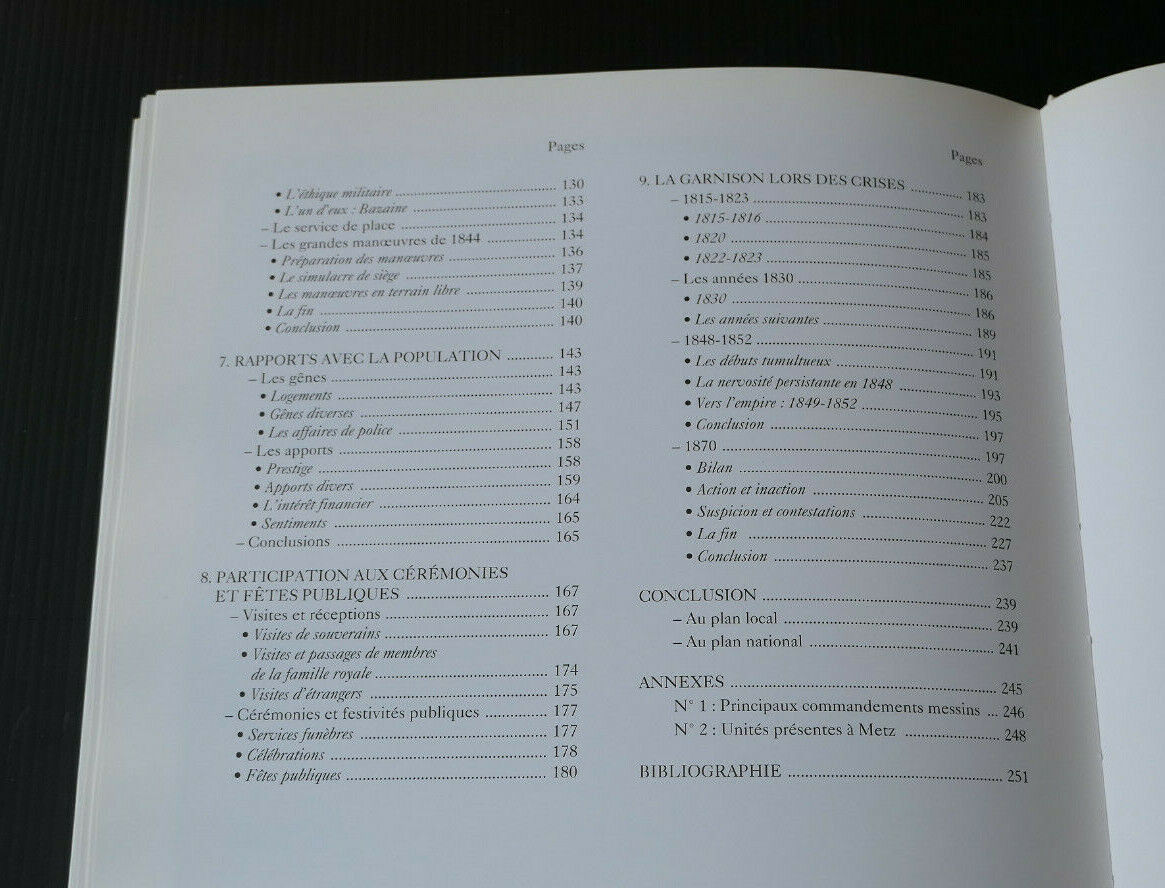 Pages
• L'éthique militaire ..... 130
• L'un d'eux : Bazaine ..... 133
– Le service de place ..... 134
– Les grandes manœuvres de 1844 ..... 134
• Préparation des manœuvres ..... 136
• Le simulacre de siège ..... 137
• Les manœuvres en terrain libre ..... 139
• La fin ..... 140
• Conclusion ..... 140
7. RAPPORTS AVEC LA POPULATION ..... 143
– Les gênes ..... 143
• Logements ..... 143
• Gênes diverses ..... 147
• Les affaires de police ..... 151
– Les apports ..... 158
• Prestige ..... 158
• Apports divers ..... 159
• L'intérêt financier ..... 164
• Sentiments ..... 165
– Conclusions ..... 165
8. PARTICIPATION AUX CÉRÉMONIES
ET FÊTES PUBLIQUES ..... 167
– Visites et réceptions ..... 167
• Visites de souverains ..... 167
• Visites et passages de membres
de la famille royale ..... 174
• Visites d'étrangers ..... 175
– Cérémonies et festivités publiques ..... 177
• Services funèbres ..... 177
• Célébrations ..... 178
• Fêtes publiques ..... 180
Pages
9. LA GARNISON LORS DES CRISES ..... 183
– 1815-1823 ..... 183
• 1815-1816 ..... 184
• 1820 ..... 185
• 1822-1823 ..... 185
– Les années 1830 ..... 186
• 1830 ..... 186
• Les années suivantes ..... 189
– 1848-1852 ..... 191
• Les débuts tumultueux ..... 191
• La nervosité persistante en 1848 ..... 193
• Vers l'empire : 1849-1852 ..... 195
• Conclusion ..... 197
– 1870 ..... 197
• Bilan ..... 200
• Action et inaction ..... 205
• Suspicion et contestations ..... 222
• La fin ..... 227
• Conclusion ..... 237
CONCLUSION ..... 239
– Au plan local ..... 239
– Au plan national ..... 241
ANNEXES ..... 245
N° 1 : Principaux commandements messins ... 246
N° 2 : Unités présentes à Metz ..... 248
BIBLIOGRAPHIE ..... 251